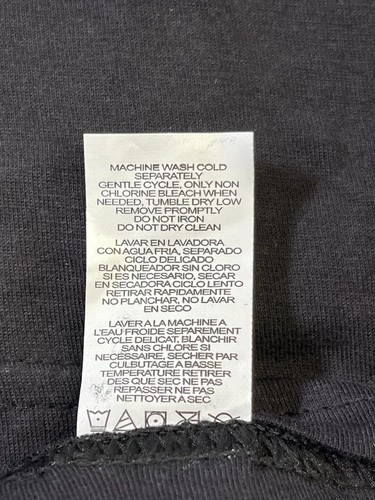 MACHINE WASH COLD
SEPARATELY
GENTLE CYCLE, ONLY NON
CHLORINE BLEACH WHEN
NEEDED, TUMBLE DRY LOW
REMOVE PROMPTLY
DO NOT IRON
DO NOT DRY CLEAN
LAVAR EN LAVADORA
CON AGUA FRIA, SEPARADO
CICLO DELICADO
BLANQUEADOR SIN CLORO
SI ES NECESARIO, SECAR
EN SECADORA CICLO LENTO
RETIRAR RAPIDAMENTE
NO PLANCHAR, NO LAVAR
EN SECO
LAVER A LA MACHINE A
L'EAU FROIDE SEPAREMENT
CYCLE DELICAT, BLANCHIR
SANS CHLORE SI
NECESSAIRE, SECHER PAR
CULBUTAGE A BASSE
TEMPERATURE RETIRER
DES QUE SEC NE PAS
REPASSER NE PAS
NETTOYER A SEC